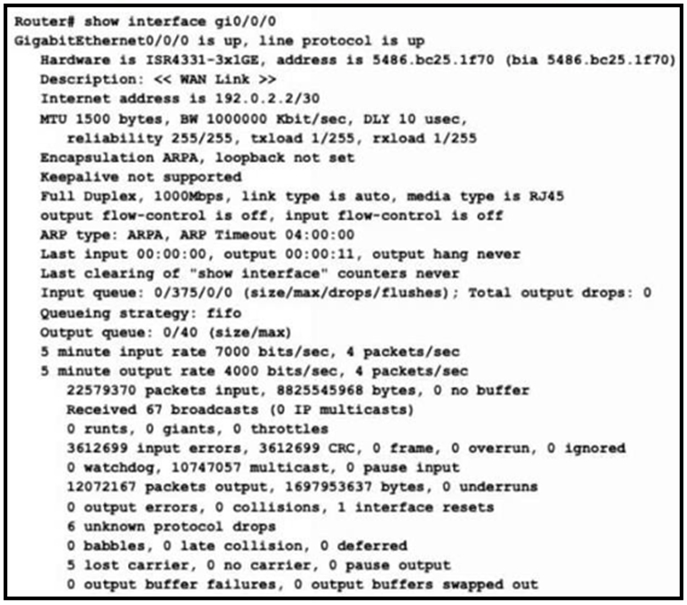 Router# show interface gi0/0/0
GigabitEthernet0/0/0 is up, line protocol is up
Hardware is ISR4331-3x1GE, address is 5486.bc25.1f70 (bia 5486.bc25.1f70)
Description: << WAN Link >>
Internet address is 192.0.2.2/30
MTU 1500 bytes, BW 1000000 Kbit/sec, DLY 10 usec,
reliability 255/255, txload 1/255, rxload 1/255
Encapsulation ARPA, loopback not set
Keepalive not supported
Full Duplex, 1000Mbps, link type is auto, media type is RJ45
output flow-control is off, input flow-control is off
ARP type: ARPA, ARP Timeout 04:00:00
Last input 00:00:00, output 00:00:11, output hang never
Last clearing of "show interface" counters never
Input queue: 0/375/0/0 (size/max/drops/flushes); Total output drops: 0
Queueing strategy: fifo
Output queue: 0/40 (size/max)
5 minute input rate 7000 bits/sec, 4 packets/sec
5 minute output rate 4000 bits/sec, 4 packets/sec
22579370 packets input, 8825545968 bytes, 0 no buffer
Received 67 broadcasts (0 IP multicasts)
0 runts, 0 giants, 0 throttles
3612699 input errors, 3612699 CRC, 0 frame, 0 overrun, 0 ignored
0 watchdog, 10747057 multicast, 0 pause input
12072167 packets output, 1697953637 bytes, 0 underruns
0 output errors, 0 collisions, 1 interface resets
6 unknown protocol drops
0 babbles, 0 late collision, 0 deferred
5 lost carrier, 0 no carrier, 0 pause output
0 output buffer failures, 0 output buffers swapped out